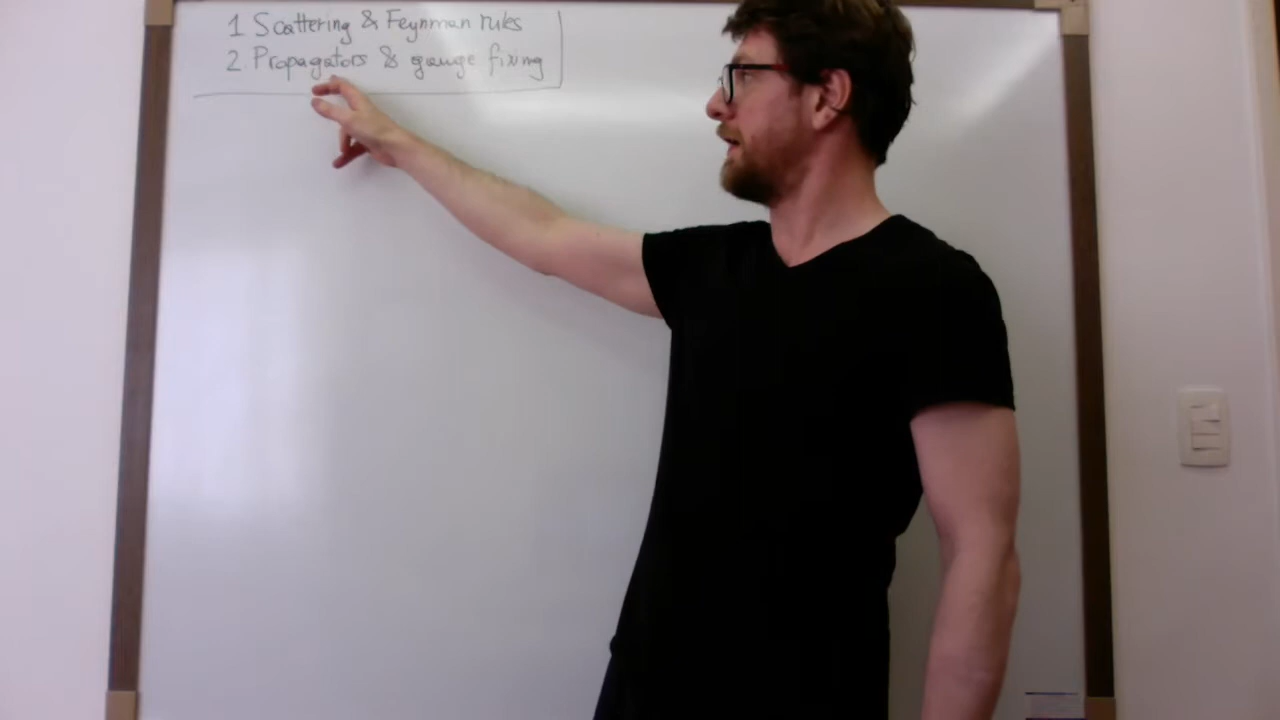 1 Scattering & Feynman rules
2 Propagators & gauge fixing